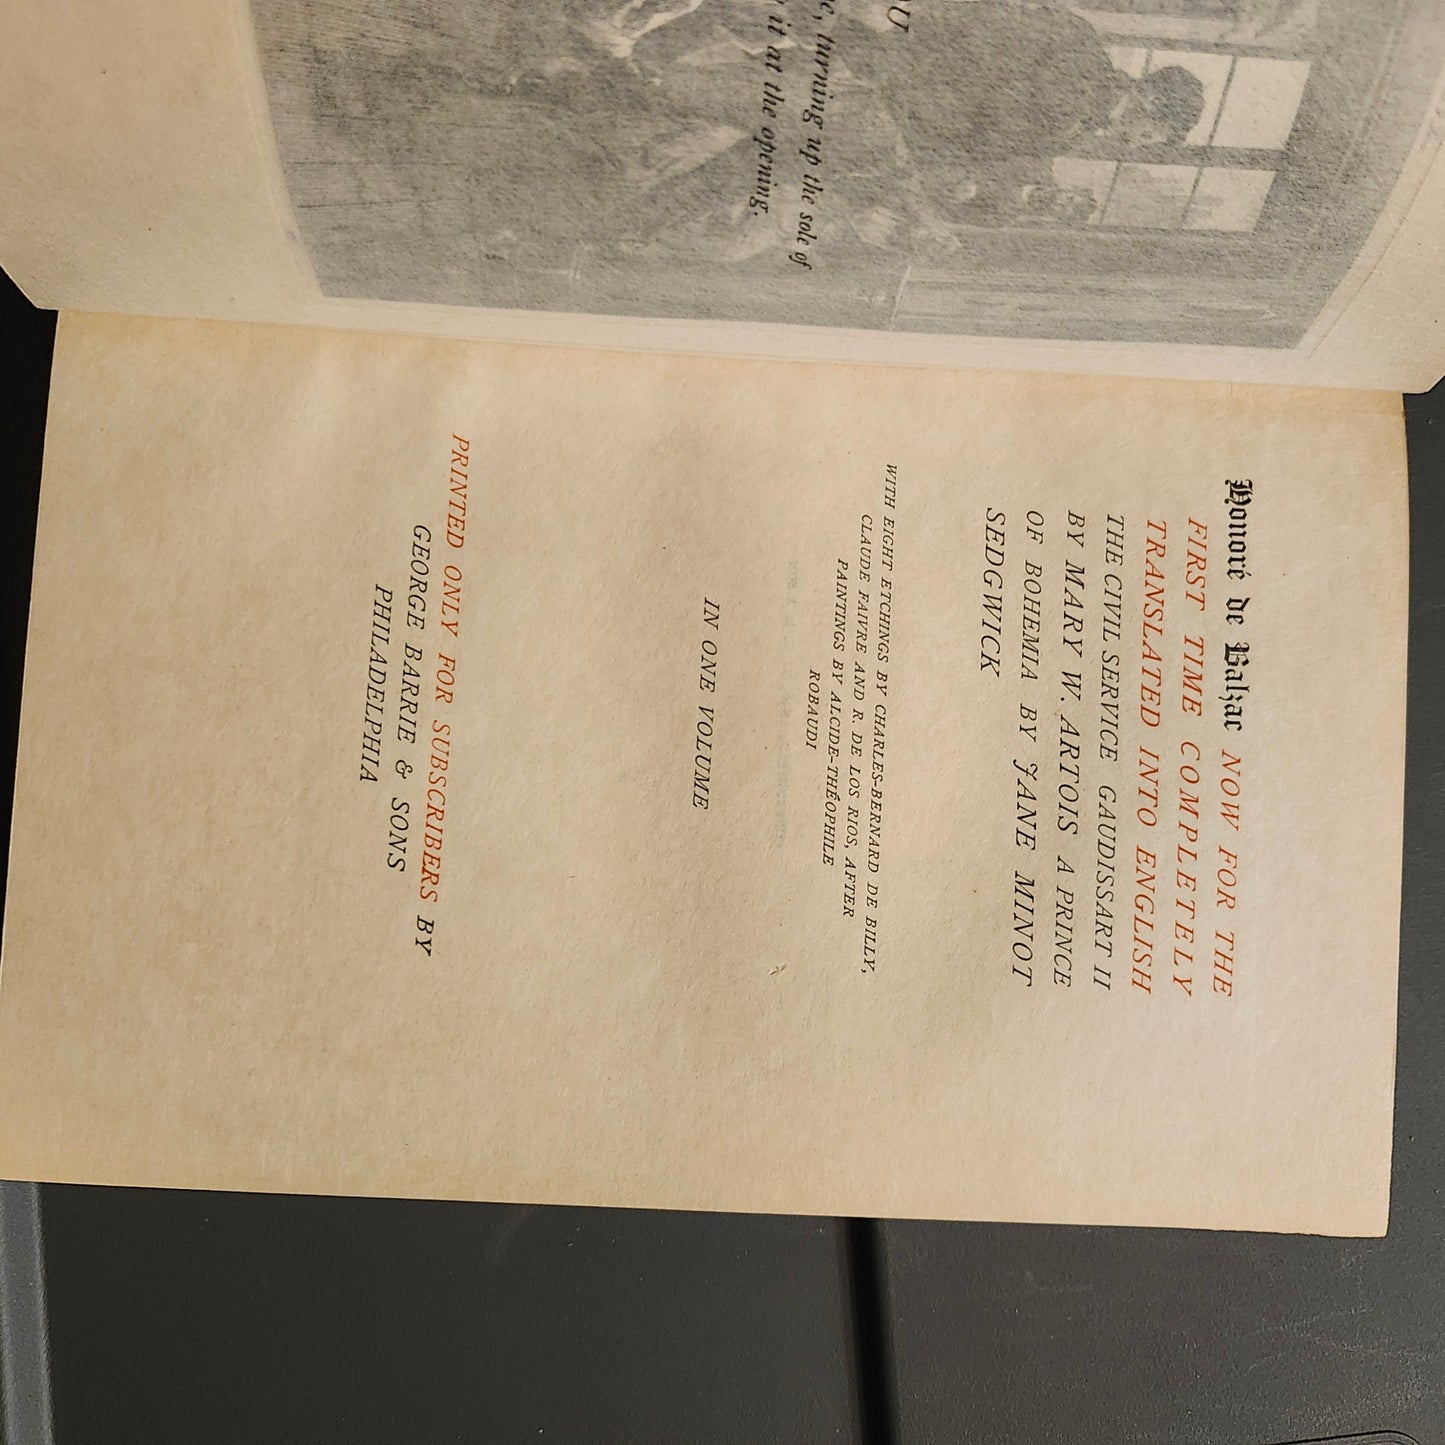 OU
turning up the sole of
it at the opening.
Honoré de Balzac NOW FOR THE
FIRST TIME COMPLETELY
TRANSLATED INTO ENGLISH
THE CIVIL SERVICE GAUDISSART II
BY MARY W. ARTOIS A PRINCE
OF BOHEMIA BY JANE MINOT
SEDGWICK
WITH EIGHT ETCHINGS BY CHARLES-BERNARD DE BILLY,
CLAUDE FAIVRE AND R. DE LOS RIOS, AFTER
PAINTINGS BY ALCIDE-THÉOPHILE
ROBAUDI
IN ONE VOLUME
PRINTED ONLY FOR SUBSCRIBERS BY
GEORGE BARRIE & SONS
PHILADELPHIA